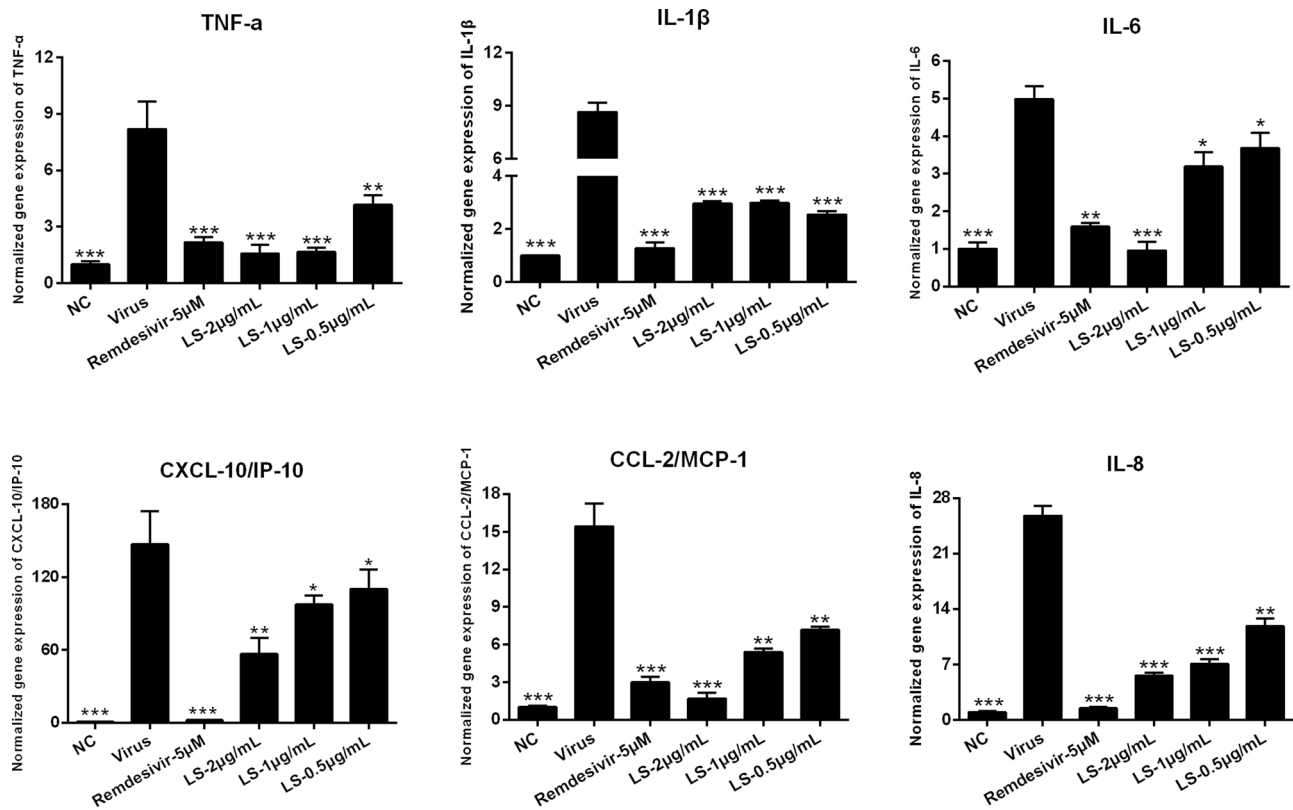 TNF-a
Normalized gene expression of TNF-α
12
9
6
3
0
***
***
***
***
**
NC
Virus
Remdesivir-5μM
LS-2μg/mL
LS-1μg/mL
LS-0.5μg/mL
IL-1β
Normalized gene expression of IL-1β
12
9
6
4
2
0
***
***
***
***
***
NC
Virus
Remdesivir-5μM
LS-2μg/mL
LS-1μg/mL
LS-0.5μg/mL
IL-6
Normalized gene expression of IL-6
6
5
4
3
2
1
0
***
**
***
*
*
NC
Virus
Remdesivir-5μM
LS-2μg/mL
LS-1μg/mL
LS-0.5μg/mL
CXCL-10/IP-10
Normalized gene expression of CXCL-10/IP-10
180
120
60
0
***
***
**
*
*
NC
Virus
Remdesivir-5μM
LS-2μg/mL
LS-1μg/mL
LS-0.5μg/mL
CCL-2/MCP-1
Normalized gene expression of CCL-2/MCP-1
18
15
12
9
6
3
0
***
***
***
**
**
NC
Virus
Remdesivir-5μM
LS-2μg/mL
LS-1μg/mL
LS-0.5μg/mL
IL-8
Normalized gene expression of IL-8
28
21
14
7
0
***
***
***
***
**
NC
Virus
Remdesivir-5μM
LS-2μg/mL
LS-1μg/mL
LS-0.5μg/mL